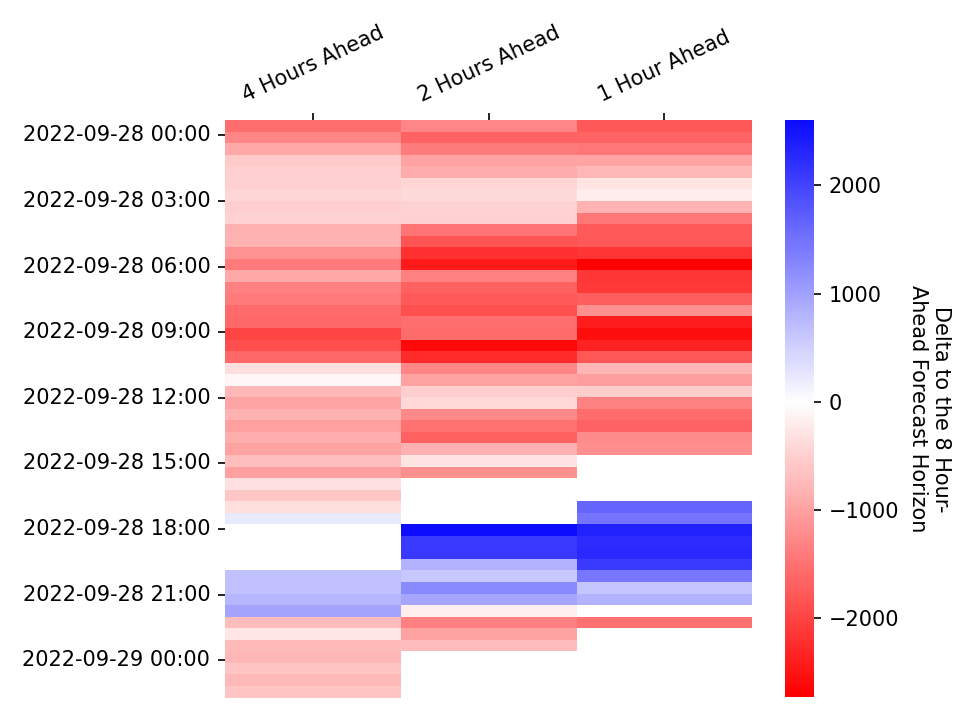 4 Hours Ahead
2 Hours Ahead
1 Hour Ahead
2022-09-28 00:00
2022-09-28 03:00
2022-09-28 06:00
2022-09-28 09:00
2022-09-28 12:00
2022-09-28 15:00
2022-09-28 18:00
2022-09-28 21:00
2022-09-29 00:00
2000
1000
0
−1000
−2000
Delta to the 8 Hour-
Ahead Forecast Horizon